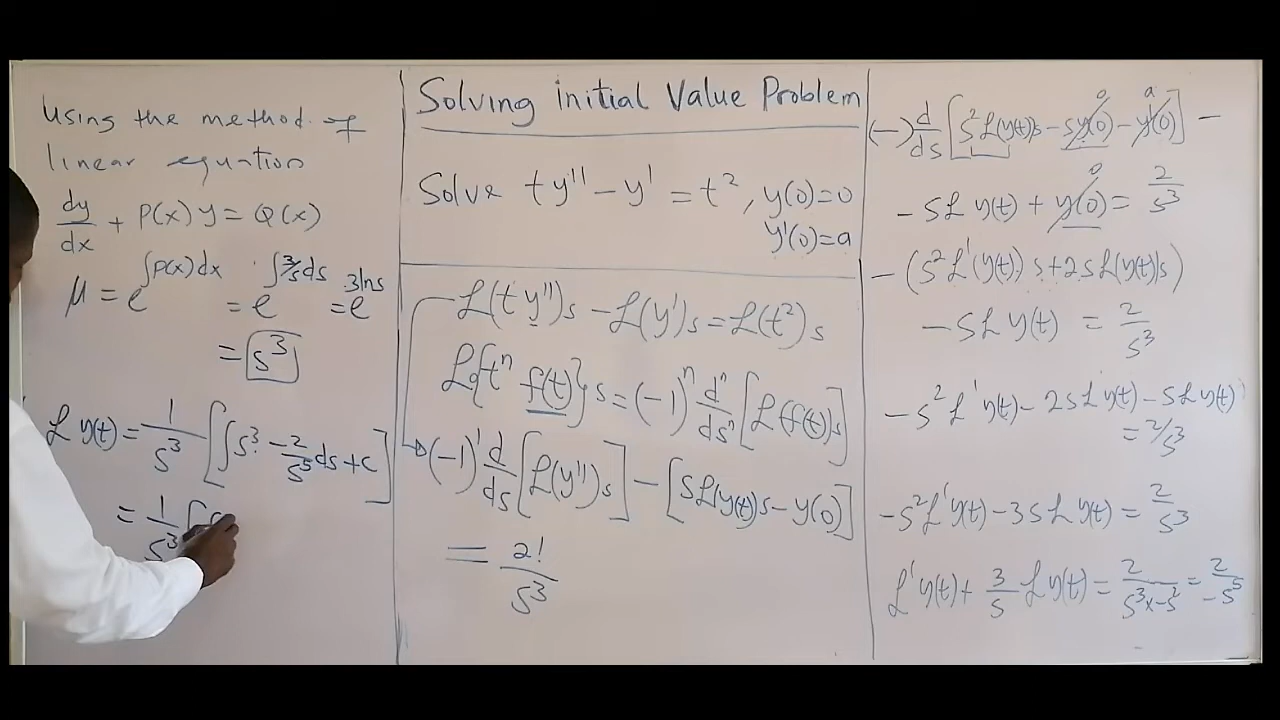 Using the method of
linear equation
dy/dx + P(x)y = Q(x)
μ = e^∫P(x)dx = e^∫3/s ds = e^3lns
= s³
ℒ y(t) = 1/s³ [∫s³. -2/s⁵ ds + c]
= 1/s³ [
Solving initial Value Problem
Solve ty'' - y' = t², y(0)=0
y'(0)=a
ℒ(t y'')s - ℒ(y')s = ℒ(t²)s
ℒ{tⁿ f(t)}s = (-1)ⁿ dⁿ/dsⁿ [ℒ(f(t))s]
(-1)' d/ds [ℒ(y'')s] - [sℒ(y(t))s - y(0)]
= 2!/s³
(-) d/ds [s²ℒ(y(t))s - sy(0) - y'(0)] -
0 a
- sℒ y(t) + y(0) = 2/s³
0
- (s²ℒ'(y(t)) s + 2sℒ(y(t))s)
- sℒ y(t) = 2/s³
- s²ℒ' y(t) - 2sℒ y(t) - sℒ y(t)
= 2/s³
- s²ℒ' y(t) - 3sℒ y(t) = 2/s³
ℒ' y(t) + 3/s ℒ y(t) = 2/s³x-s² = 2/-s⁵